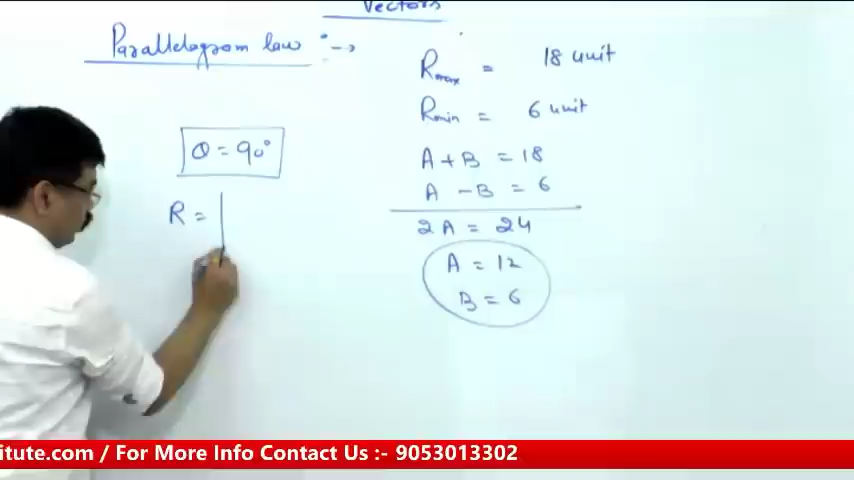 Vectors
Parallelogram law :->
θ = 90°
R =
Rmax = 18 unit
Rmin = 6 unit
A + B = 18
A - B = 6
2A = 24
A = 12
B = 6
itute.com / For More Info Contact Us :- 9053013302